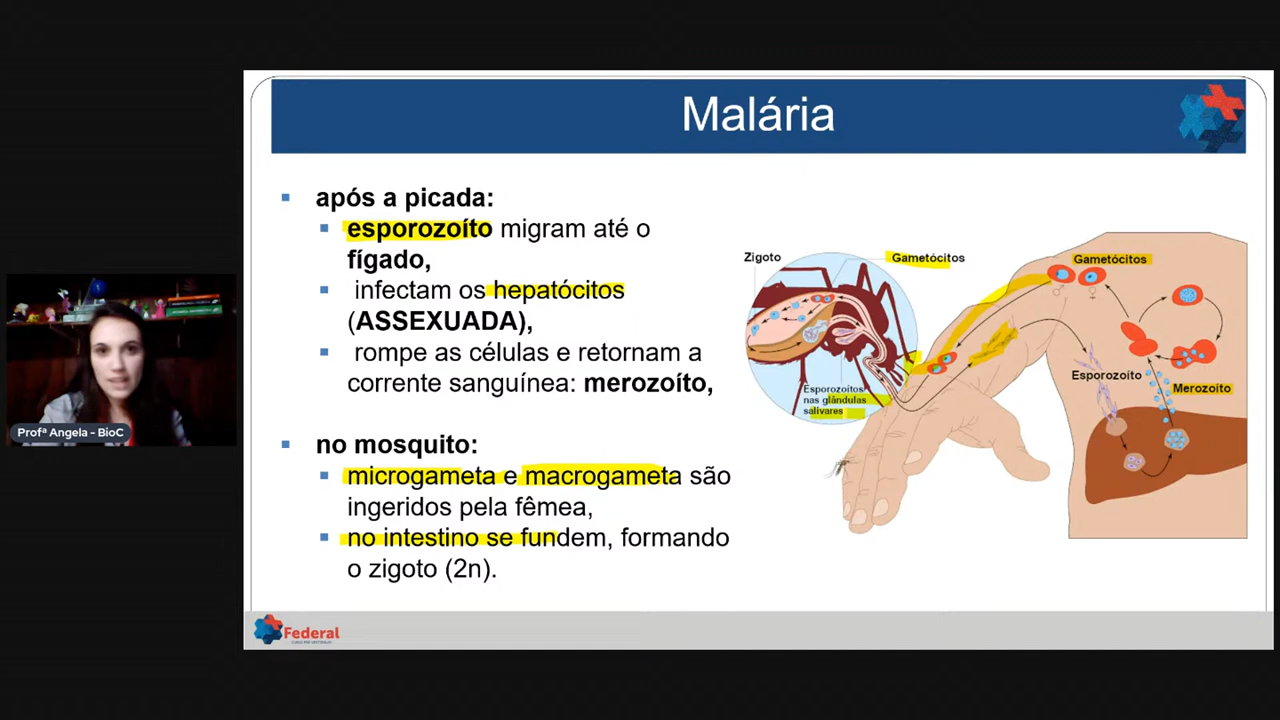 Malária
após a picada:
esporozoíto migram até o
fígado,
infectam os hepatócitos
(ASSEXUADA),
rompe as células e retornam a
corrente sanguínea: merozoíto,
no mosquito:
microgameta e macrogameta são
ingeridos pela fêmea,
no intestino se fundem, formando
o zigoto (2n).
Zigoto
Gametócitos
Esporozoítos
nas glândulas
salivares
Gametócitos
Esporozoíto
Merozoíto
Profª Angela - BioC
Federal